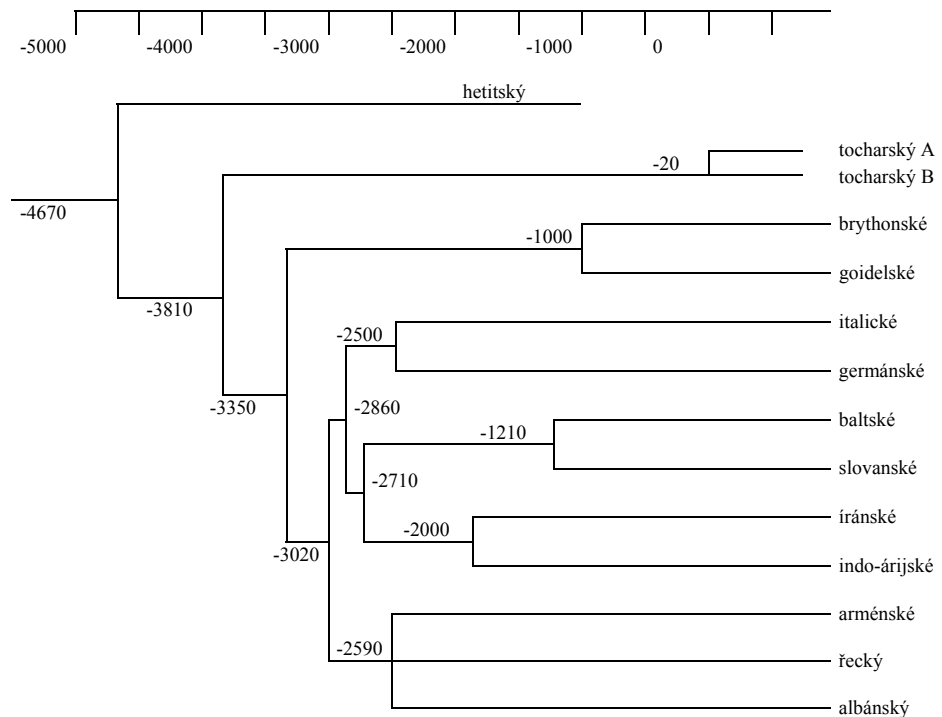 -5000 -4000 -3000 -2000 -1000 0
hetitský
tocharský A
-20
tocharský B
-4670
brythonské
-1000
goidelské
-3810
italické
-2500
germánské
-3350
-2860
baltské
-1210
slovanské
-2710
íránské
-2000
-3020
indo-árijské
arménské
-2590
řecký
albánský